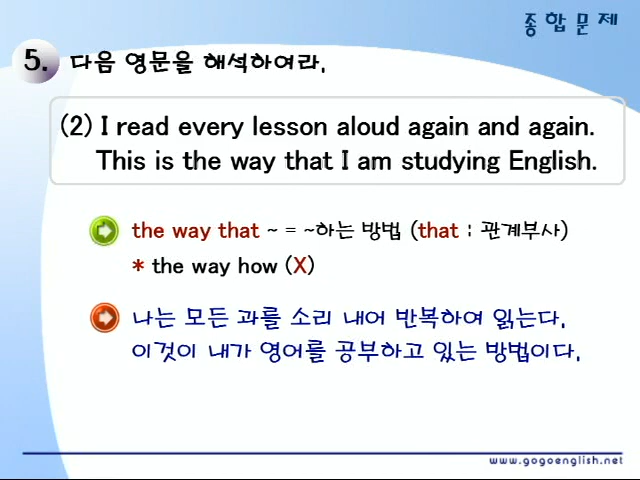 종합문제
5. 다음 영문을 해석하여라.
(2) I read every lesson aloud again and again.
This is the way that I am studying English.
the way that ~ = ~하는 방법 (that : 관계부사)
* the way how (X)
나는 모든 과를 소리 내어 반복하여 읽는다.
이것이 내가 영어를 공부하고 있는 방법이다.
www.gogoenglish.net